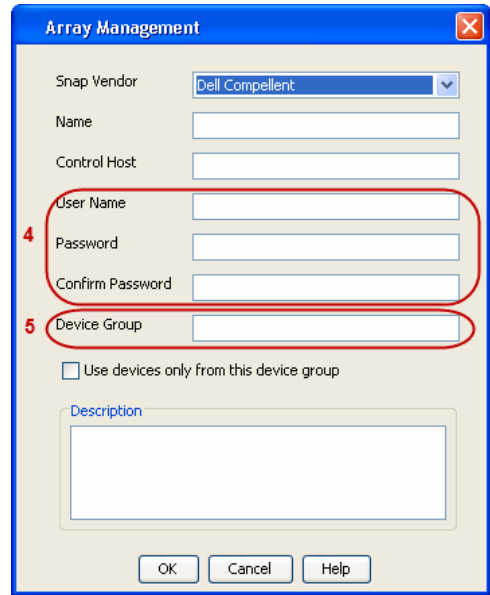 Array Management
Snap Vendor Dell Compellent
Name
Control Host
User Name
4
Password
Confirm Password
5 Device Group
Use devices only from this device group
Description
OK Cancel Help